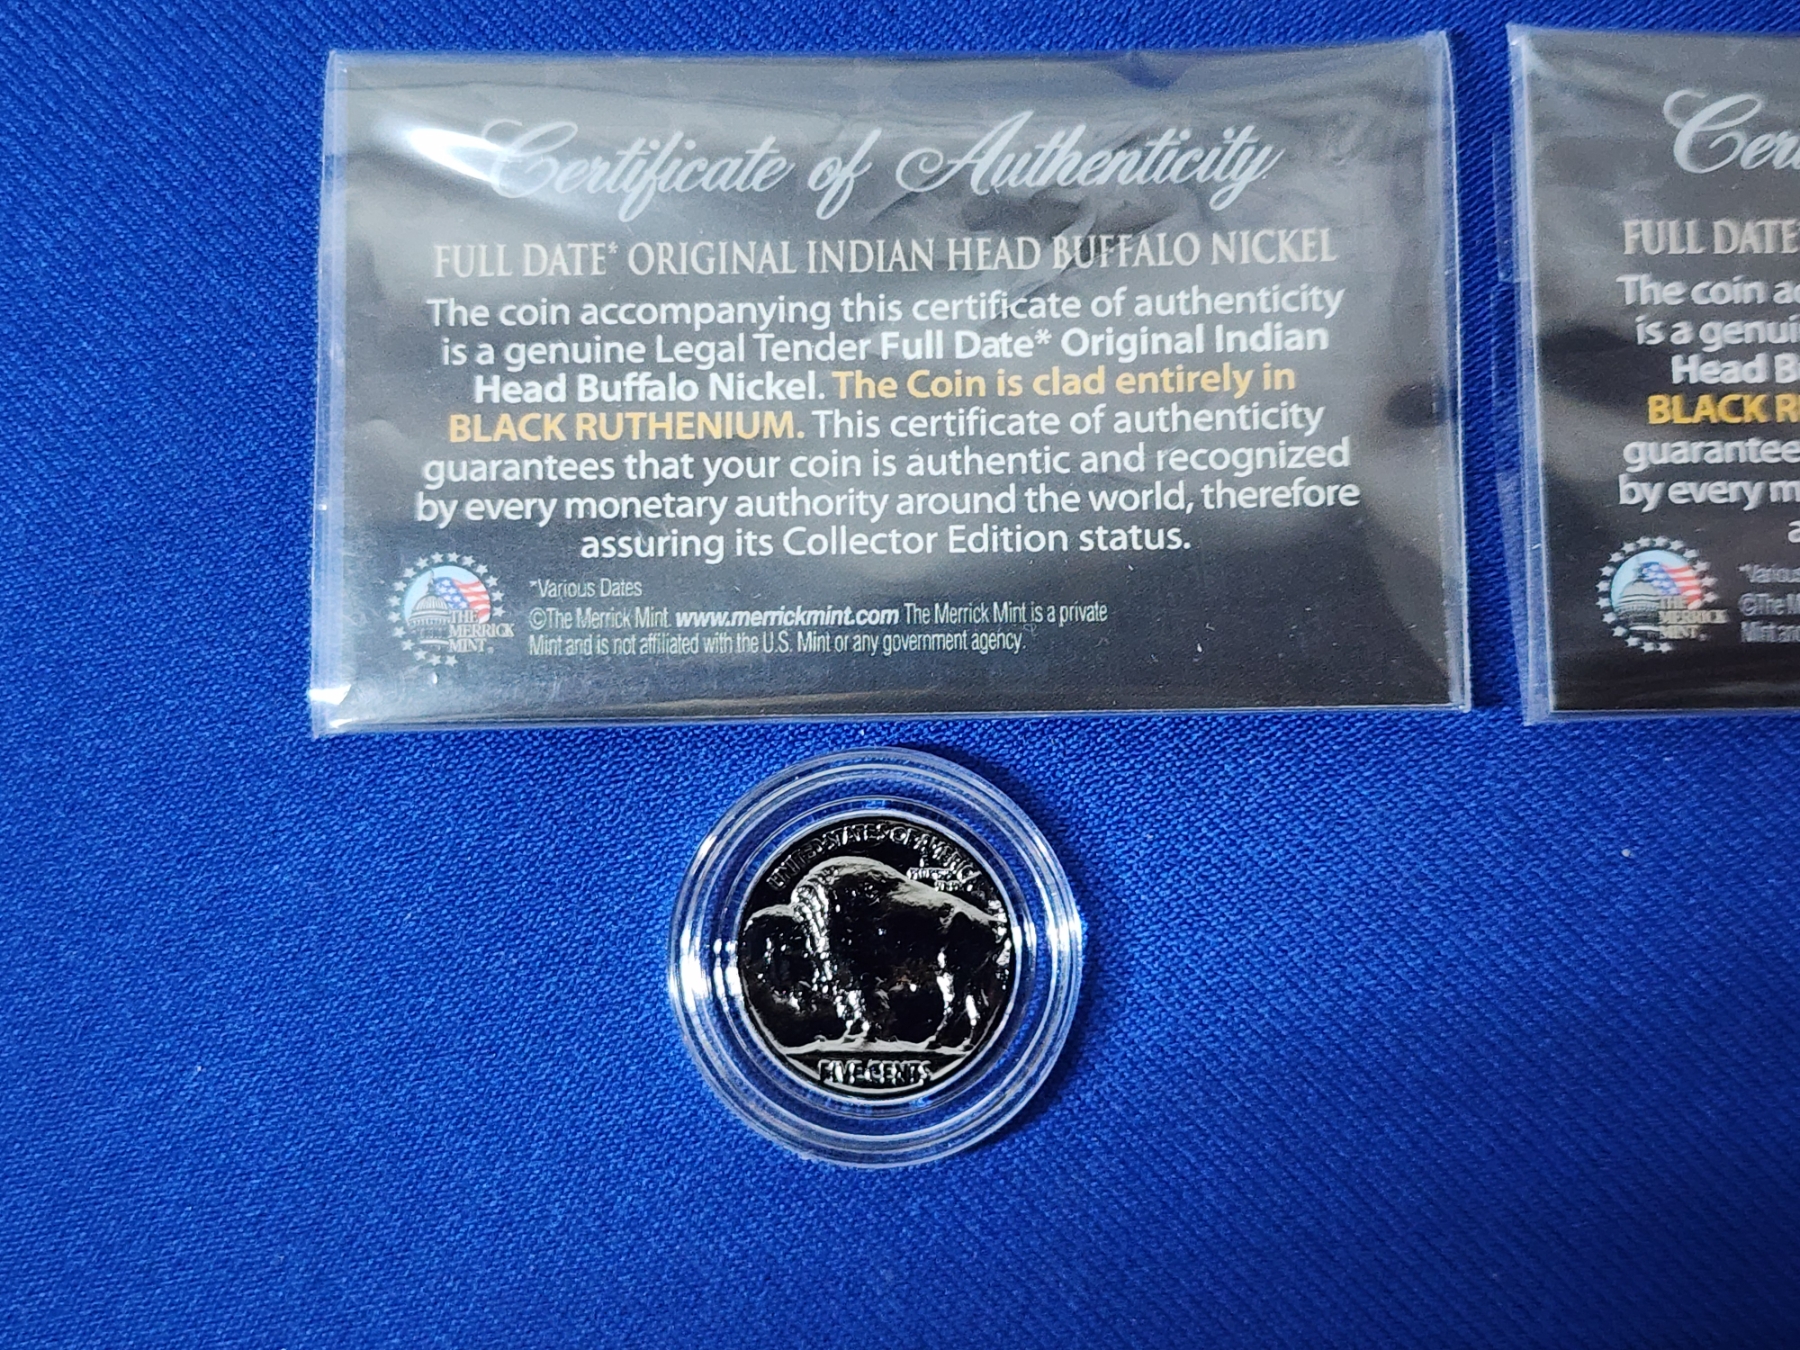 Certificate of Authenticity
FULL DATE* ORIGINAL INDIAN HEAD BUFFALO NICKEL
The coin accompanying this certificate of authenticity
is a genuine Legal Tender Full Date* Original Indian
Head Buffalo Nickel. The Coin is clad entirely in
BLACK RUTHENIUM. This certificate of authenticity
guarantees that your coin is authentic and recognized
by every monetary authority around the world, therefore
assuring its Collector Edition status.
*Various Dates
©The Merrick Mint www.merrickmint.com The Merrick Mint is a private
Mint and is not affiliated with the U.S. Mint or any government agency.
THE
MERRICK
MINT®
FULL DATE
The coin
is a
Head
BLACK
by every
THE
MERRICK
MINT
UNITED STATES OF AMERICA
FIVE CENTS